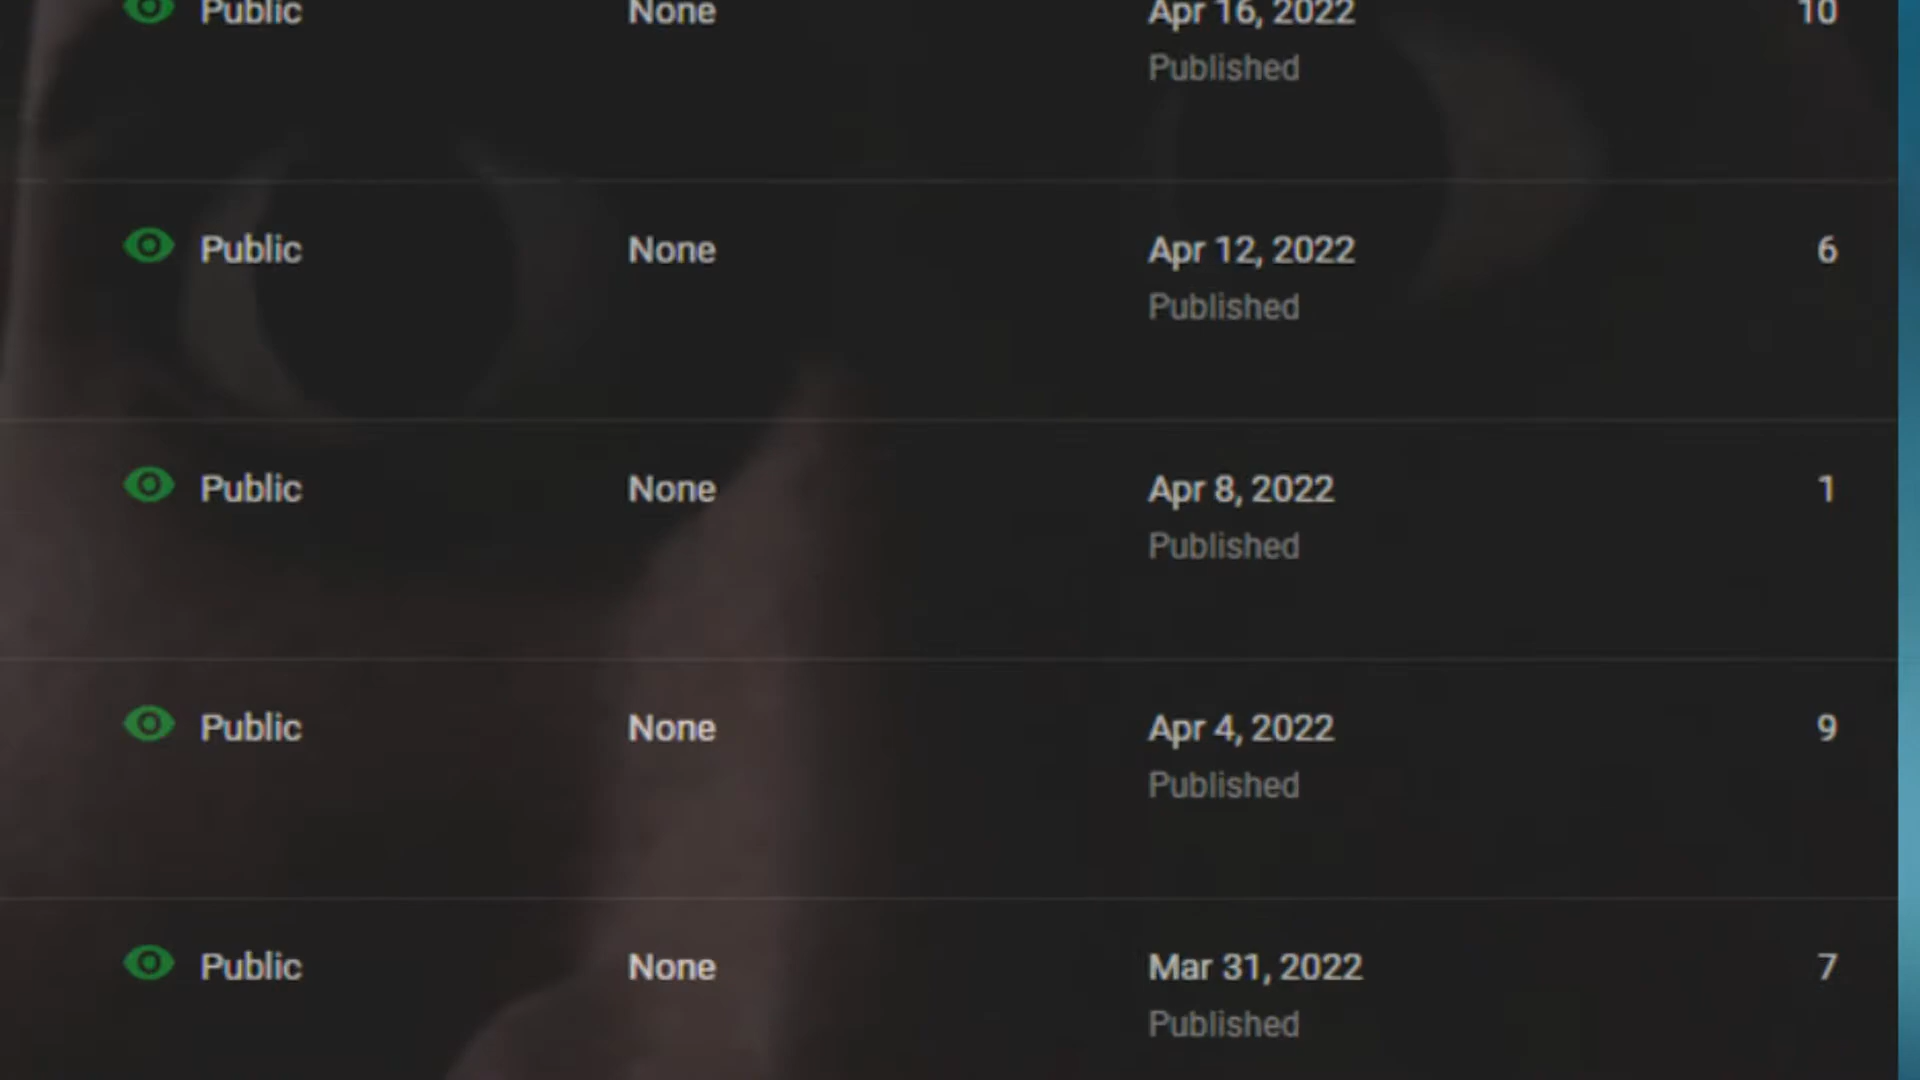 Public None Apr 16, 2022 10
Published
Public None Apr 12, 2022 6
Published
Public None Apr 8, 2022 1
Published
Public None Apr 4, 2022 9
Published
Public None Mar 31, 2022 7
Published